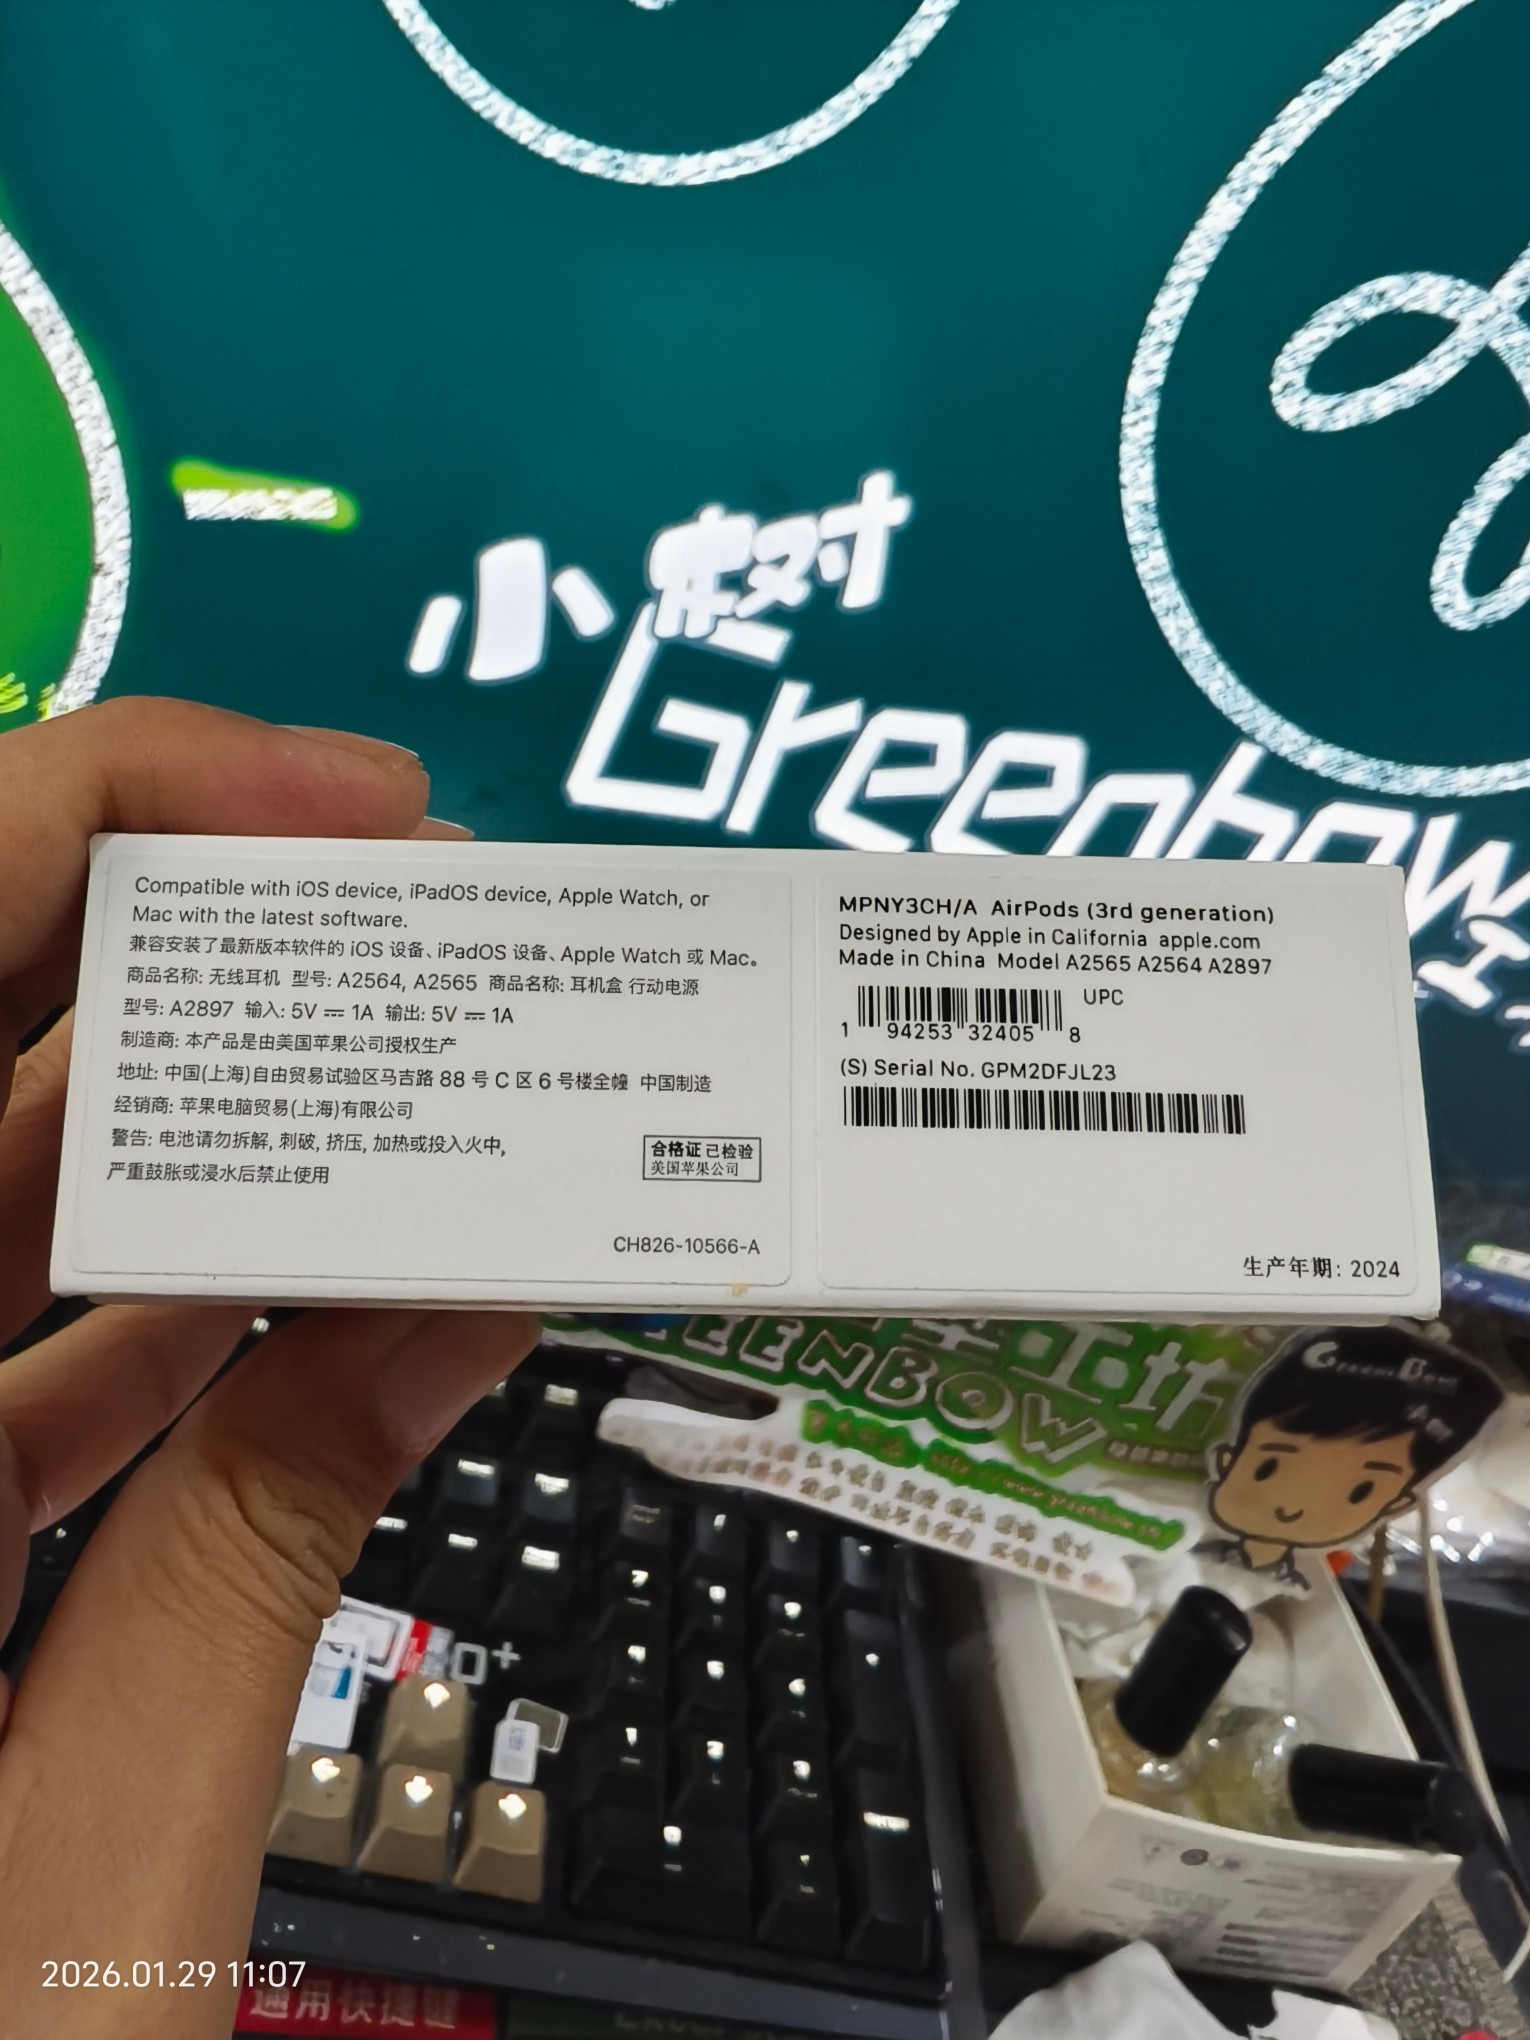 小树
Greenbow
Compatible with iOS device, iPadOS device, Apple Watch, or
Mac with the latest software.
兼容安装了最新版本软件的 iOS 设备、iPadOS 设备、Apple Watch 或 Mac。
商品名称: 无线耳机 型号: A2564, A2565 商品名称: 耳机盒 行动电源
型号: A2897 输入: 5V ⎓ 1A 输出: 5V ⎓ 1A
制造商: 本产品是由美国苹果公司授权生产
地址: 中国(上海)自由贸易试验区马吉路 88 号 C 区 6 号楼全幢 中国制造
经销商: 苹果电脑贸易(上海)有限公司
警告: 电池请勿拆解, 刺破, 挤压, 加热或投入火中,
严重鼓胀或浸水后禁止使用
合格证 已检验
美国苹果公司
CH826-10566-A
MPNY3CH/A AirPods (3rd generation)
Designed by Apple in California apple.com
Made in China Model A2565 A2564 A2897
UPC
1 94253 32405 8
(S) Serial No. GPM2DFJL23
生产年期: 2024
GREENBOW
Green Bow
2026.01.29 11:07
通用快捷键